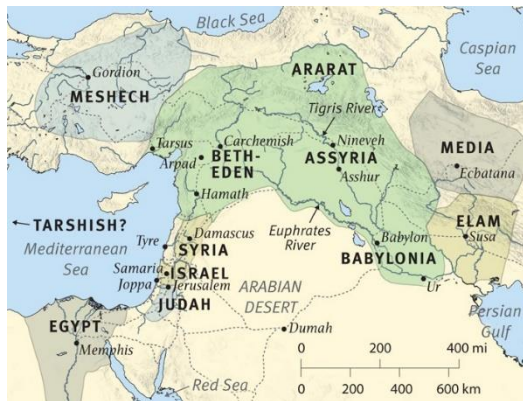 Black Sea
Caspian
Sea
ARARAT
Gordion
MESHECH
Tigris River
MEDIA
Ecbatana
Tarsus
Carchemish
Nineveh
Arpad
BETH-
EDEN
ASSYRIA
Asshur
Hamath
ELAM
Susa
TARSHISH?
Mediterranean
Sea
Damascus
SYRIA
Tyre
Euphrates
River
Babylon
BABYLONIA
Samaria
ISRAEL
Joppa
Jerusalem
JUDAH
ARABIAN
DESERT
Ur
Persian
Gulf
EGYPT
Memphis
Dumah
Red Sea
0 200 400 mi
0 200 400 600 km